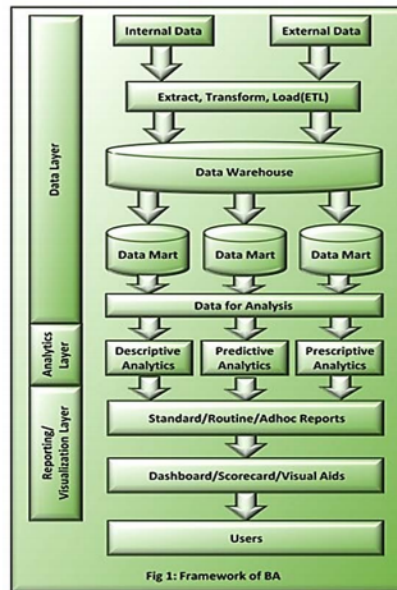 Internal Data
External Data
Extract, Transform, Load(ETL)
Data Warehouse
Data Mart
Data Mart
Data Mart
Data for Analysis
Descriptive
Analytics
Predictive
Analytics
Prescriptive
Analytics
Standard/Routine/Adhoc Reports
Dashboard/Scorecard/Visual Aids
Users
Data Layer
Analytics
Layer
Reporting/
Visualization Layer
Fig 1: Framework of BA